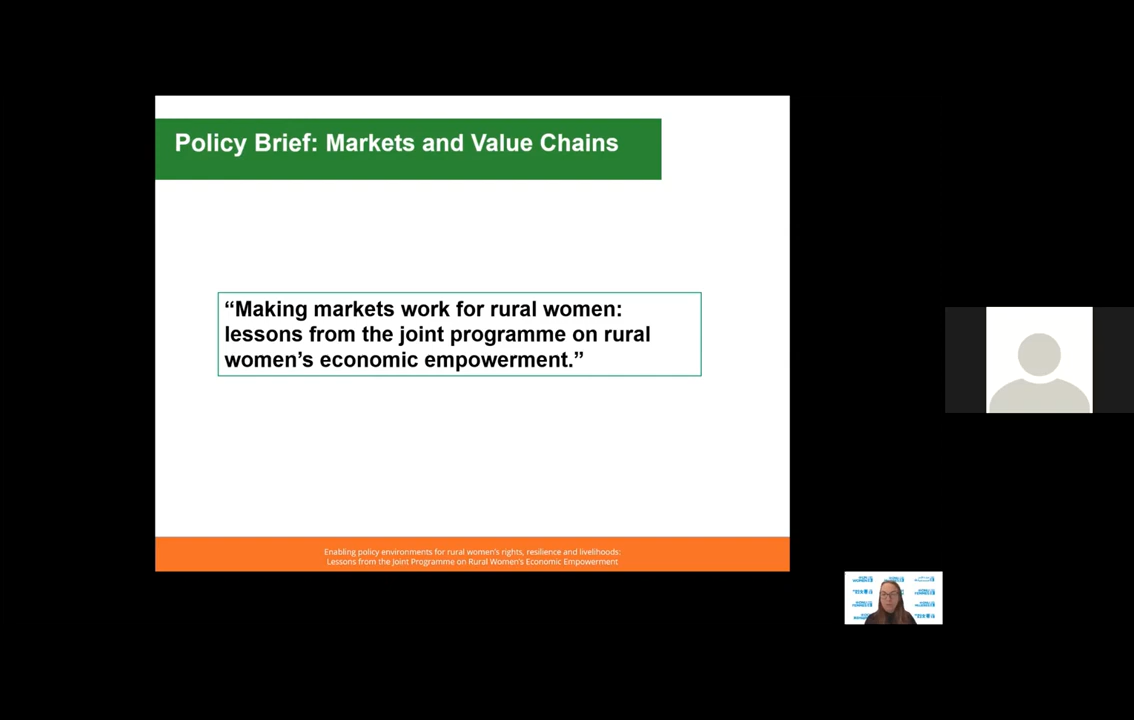 Policy Brief: Markets and Value Chains
“Making markets work for rural women:
lessons from the joint programme on rural
women’s economic empowerment.”
Enabling policy environments for rural women's rights, resilience and livelihoods:
Lessons from the Joint Programme on Rural Women's Economic Empowerment